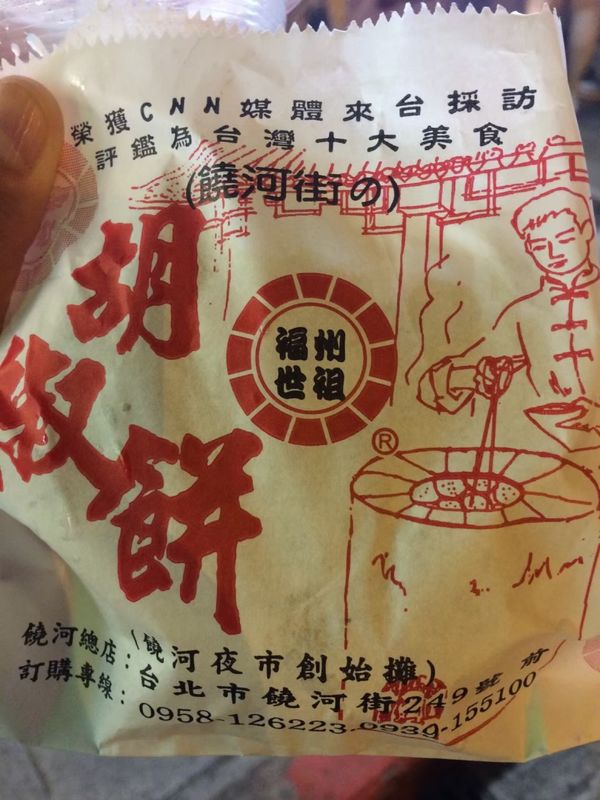 榮獲CNN媒體來台採訪
評鑑為台灣十大美食
(饒河街の)
胡椒餅
福州
世祖
®
饒河總店：(饒河夜市創始攤)
台北市饒河街249號前
訂購專線：0958-126223·0939-155100